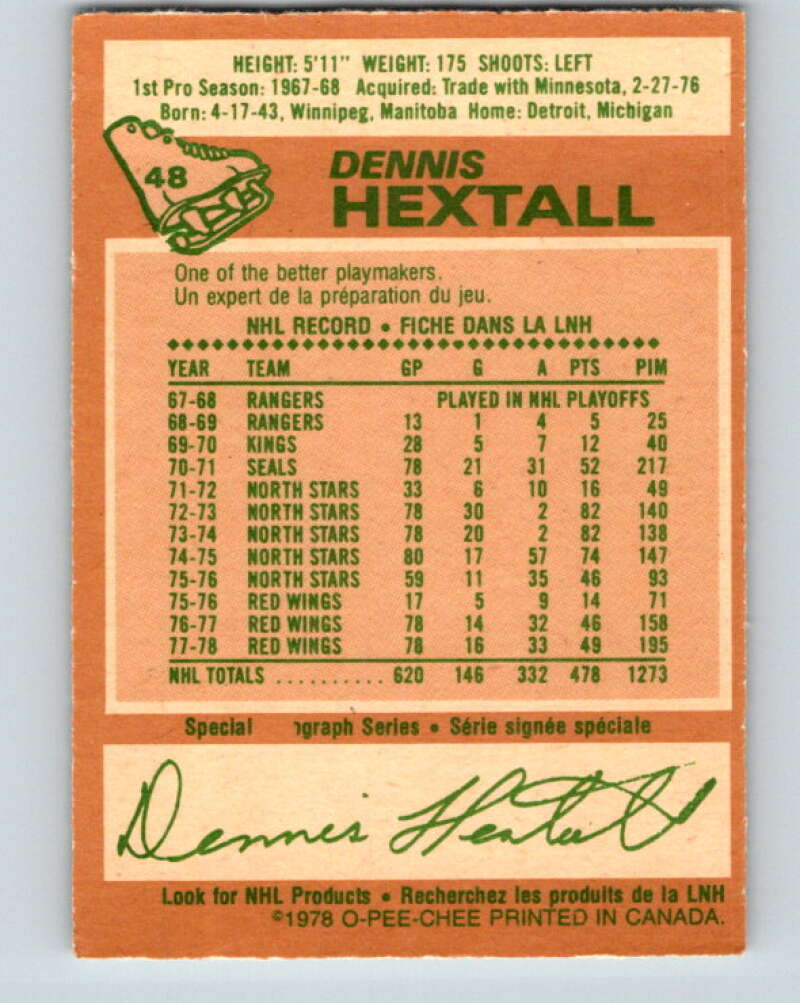 HEIGHT: 5'11" WEIGHT: 175 SHOOTS: LEFT
1st Pro Season: 1967-68 Acquired: Trade with Minnesota, 2-27-76
Born: 4-17-43, Winnipeg, Manitoba Home: Detroit, Michigan
48
DENNIS
HEXTALL
One of the better playmakers.
Un expert de la préparation du jeu.
NHL RECORD • FICHE DANS LA LNH
YEAR TEAM GP G A PTS PIM
67-68 RANGERS PLAYED IN NHL PLAYOFFS
68-69 RANGERS 13 1 4 5 25
69-70 KINGS 28 5 7 12 40
70-71 SEALS 78 21 31 52 217
71-72 NORTH STARS 33 6 10 16 49
72-73 NORTH STARS 78 30 2 82 140
73-74 NORTH STARS 78 20 2 82 138
74-75 NORTH STARS 80 17 57 74 147
75-76 NORTH STARS 59 11 35 46 93
75-76 RED WINGS 17 5 9 14 71
76-77 RED WINGS 78 14 32 46 158
77-78 RED WINGS 78 16 33 49 195
NHL TOTALS .......... 620 146 332 478 1273
Special ograph Series • Série signée spéciale
Dennis Hextall
Look for NHL Products • Recherchez les produits de la LNH
©1978 O-PEE-CHEE PRINTED IN CANADA.